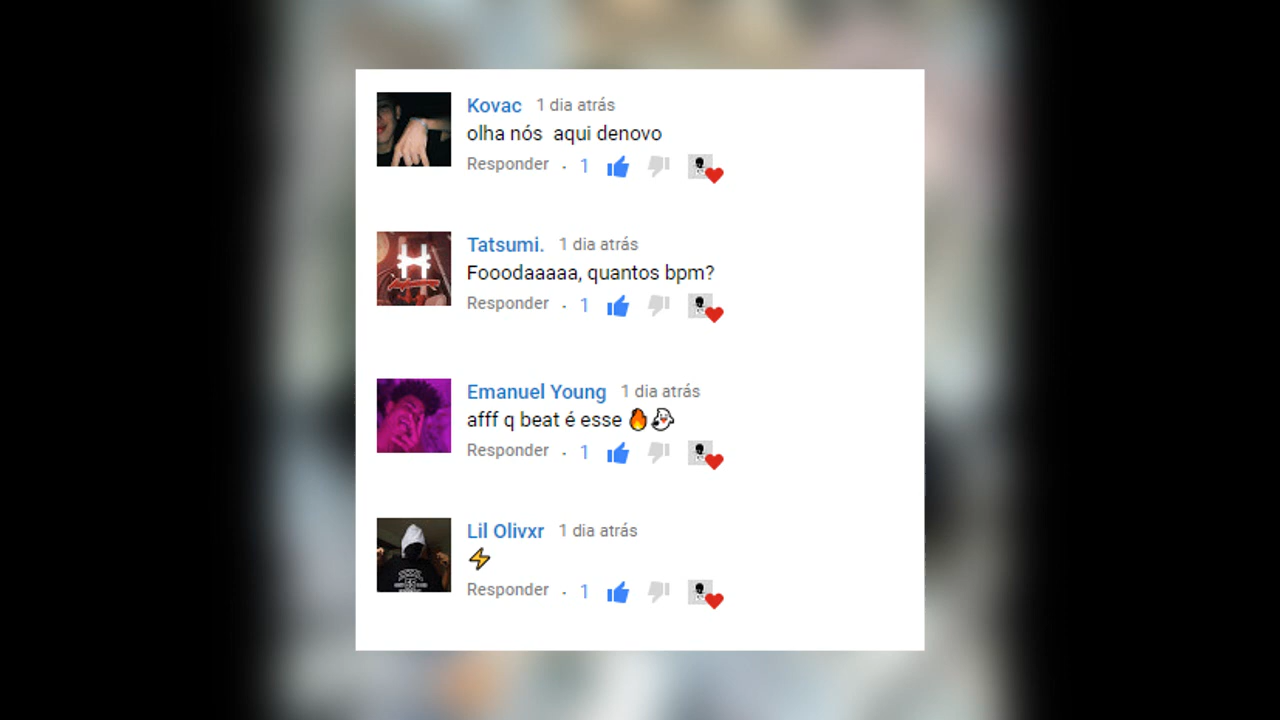 Kovac 1 dia atrás
olha nós  aqui denovo
Responder · 1
Tatsumi. 1 dia atrás
Fooodaaaaa, quantos bpm?
Responder · 1
Emanuel Young 1 dia atrás
afff q beat é esse 🔥👻
Responder · 1
Lil Olivxr 1 dia atrás
⚡
Responder · 1